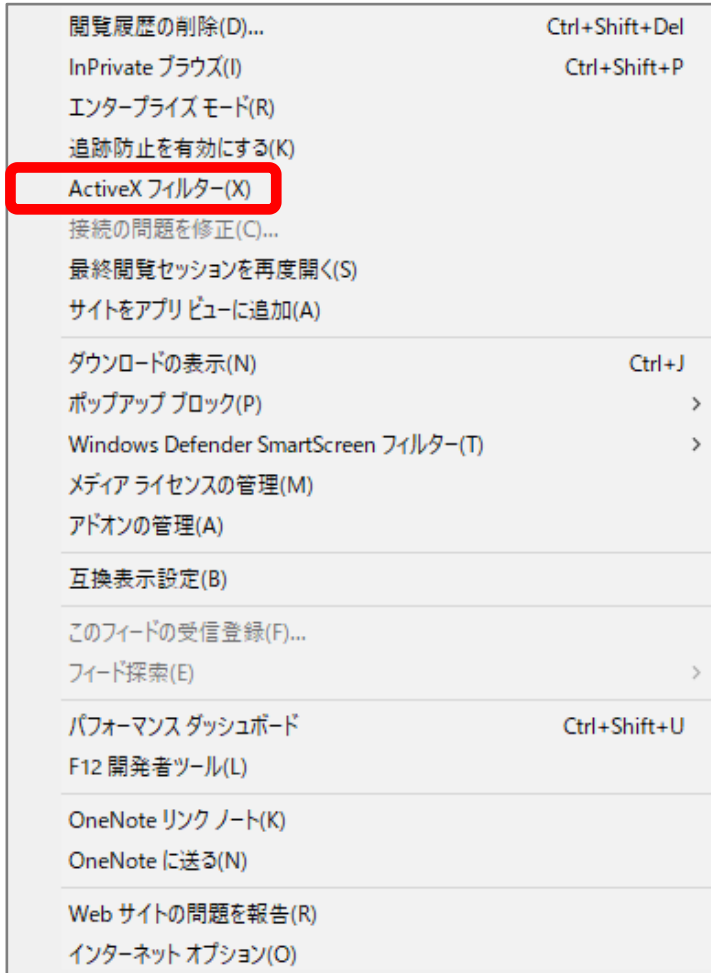 閲覧履歴の削除(D)... Ctrl+Shift+Del
InPrivate ブラウズ(I) Ctrl+Shift+P
エンタープライズ モード(R)
追跡防止を有効にする(K)
ActiveX フィルター(X)
接続の問題を修正(C)...
最終閲覧セッションを再度開く(S)
サイトをアプリ ビューに追加(A)
ダウンロードの表示(N) Ctrl+J
ポップアップ ブロック(P)
Windows Defender SmartScreen フィルター(T)
メディア ライセンスの管理(M)
アドオンの管理(A)
互換表示設定(B)
このフィードの受信登録(F)...
フィード探索(E)
パフォーマンス ダッシュボード Ctrl+Shift+U
F12 開発者ツール(L)
OneNote リンク ノート(K)
OneNote に送る(N)
Web サイトの問題を報告(R)
インターネット オプション(O)